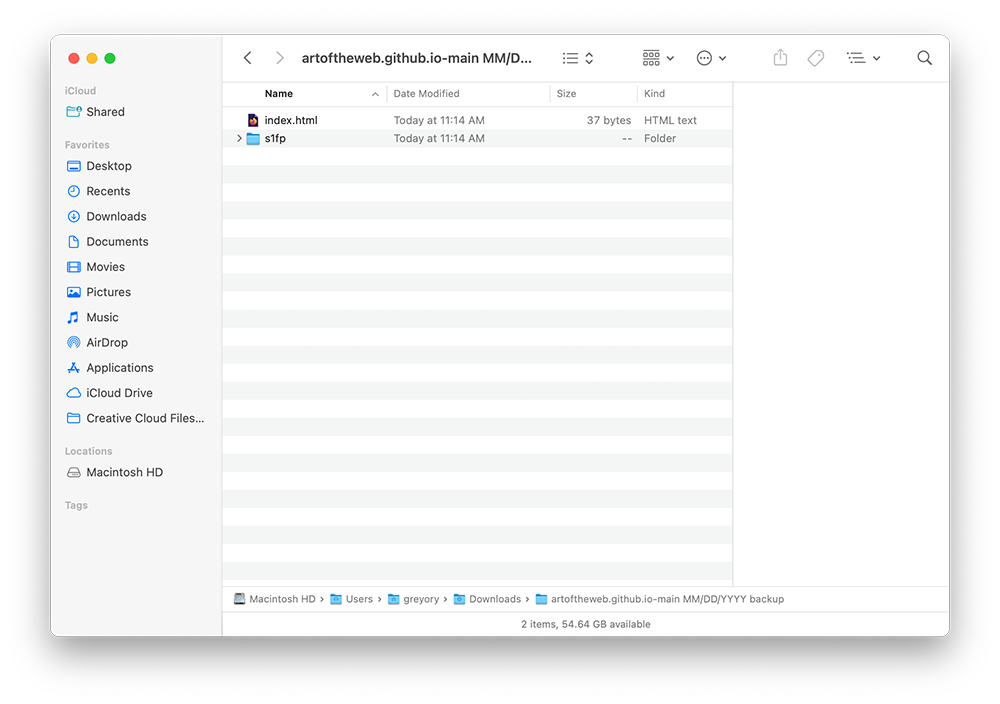 artoftheweb.github.io-main MM/D...
iCloud
Shared
Favorites
Desktop
Recents
Downloads
Documents
Movies
Pictures
Music
AirDrop
Applications
iCloud Drive
Creative Cloud Files...
Locations
Macintosh HD
Tags
Name Date Modified Size Kind
index.html Today at 11:14 AM 37 bytes HTML text
s1fp Today at 11:14 AM -- Folder
Macintosh HD › Users › greyory › Downloads › artoftheweb.github.io-main MM/DD/YYYY backup
2 items, 54.64 GB available